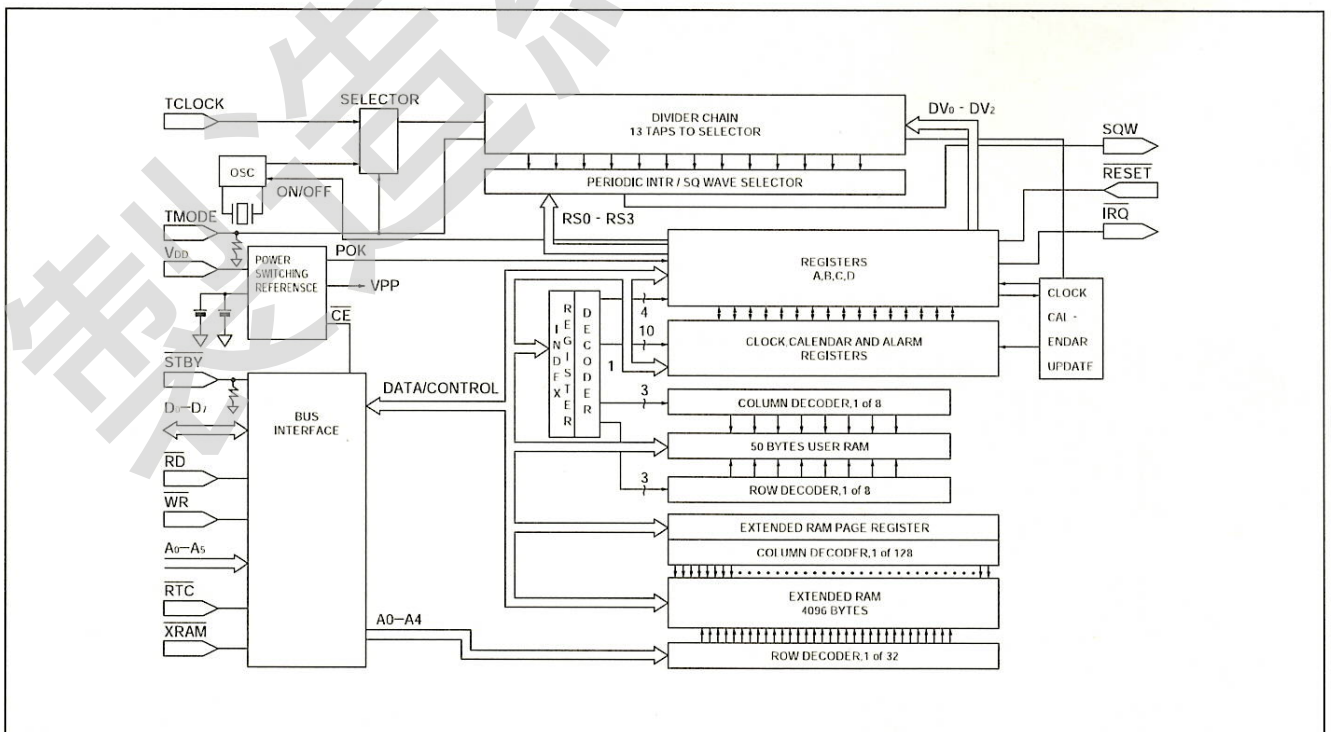 TCLOCK
SELECTOR
DIVIDER CHAIN
13 TAPS TO SELECTOR
DV0 - DV2
SQW
OSC
ON/OFF
PERIODIC INTR / SQ WAVE SELECTOR
RESET
TMODE
RS0 - RS3
IRQ
VDD
POWER
SWITCHING
REFERENSCE
POK
VPP
CE
REGISTERS
A,B,C,D
INDEX
REGISTER
DECODER
4
10
1
CLOCK,CALENDAR AND ALARM
REGISTERS
CLOCK
CAL -
ENDAR
UPDATE
STBY
D0-D7
BUS
INTERFACE
DATA/CONTROL
3
COLUMN DECODER,1 of 8
50 BYTES USER RAM
3
ROW DECODER,1 of 8
RD
WR
A0-A5
RTC
XRAM
EXTENDED RAM PAGE REGISTER
COLUMN DECODER,1 of 128
EXTENDED RAM
4096 BYTES
A0-A4
ROW DECODER,1 of 32